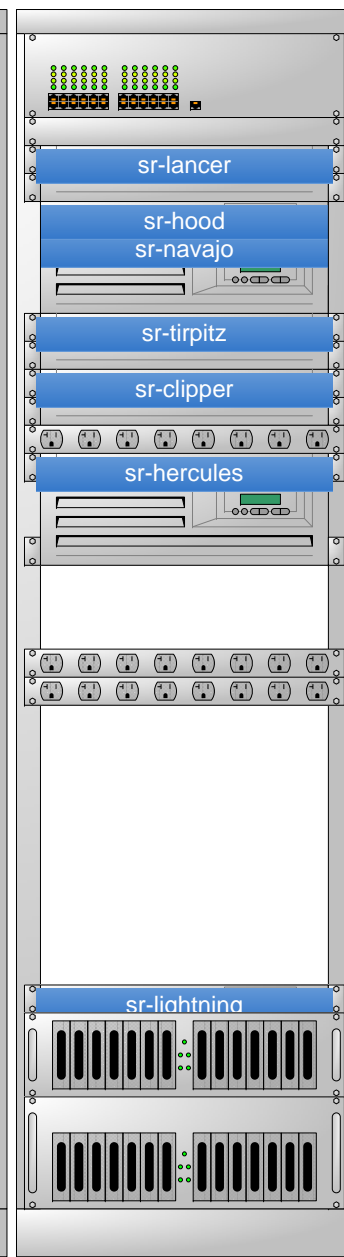 sr-lancer
sr-hood
sr-navajo
sr-tirpitz
sr-clipper
sr-hercules
sr-lightning